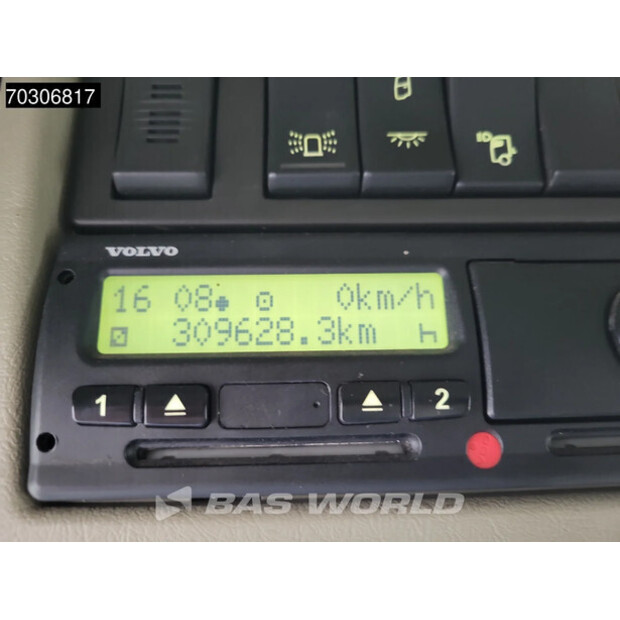 70306817
VOLVO
16 08 0km/h
309628.3km h
1 2
BAS WORLD